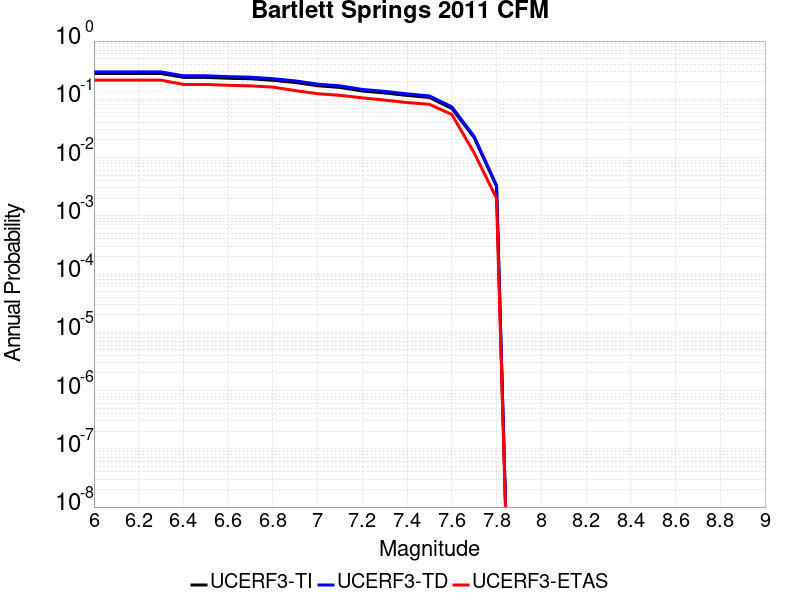 Bartlett Springs 2011 CFM
10^0
10^-1
10^-2
10^-3
10^-4
10^-5
10^-6
10^-7
10^-8
Annual Probability
6 6.2 6.4 6.6 6.8 7 7.2 7.4 7.6 7.8 8 8.2 8.4 8.6 8.8 9
Magnitude
UCERF3-TI UCERF3-TD UCERF3-ETAS